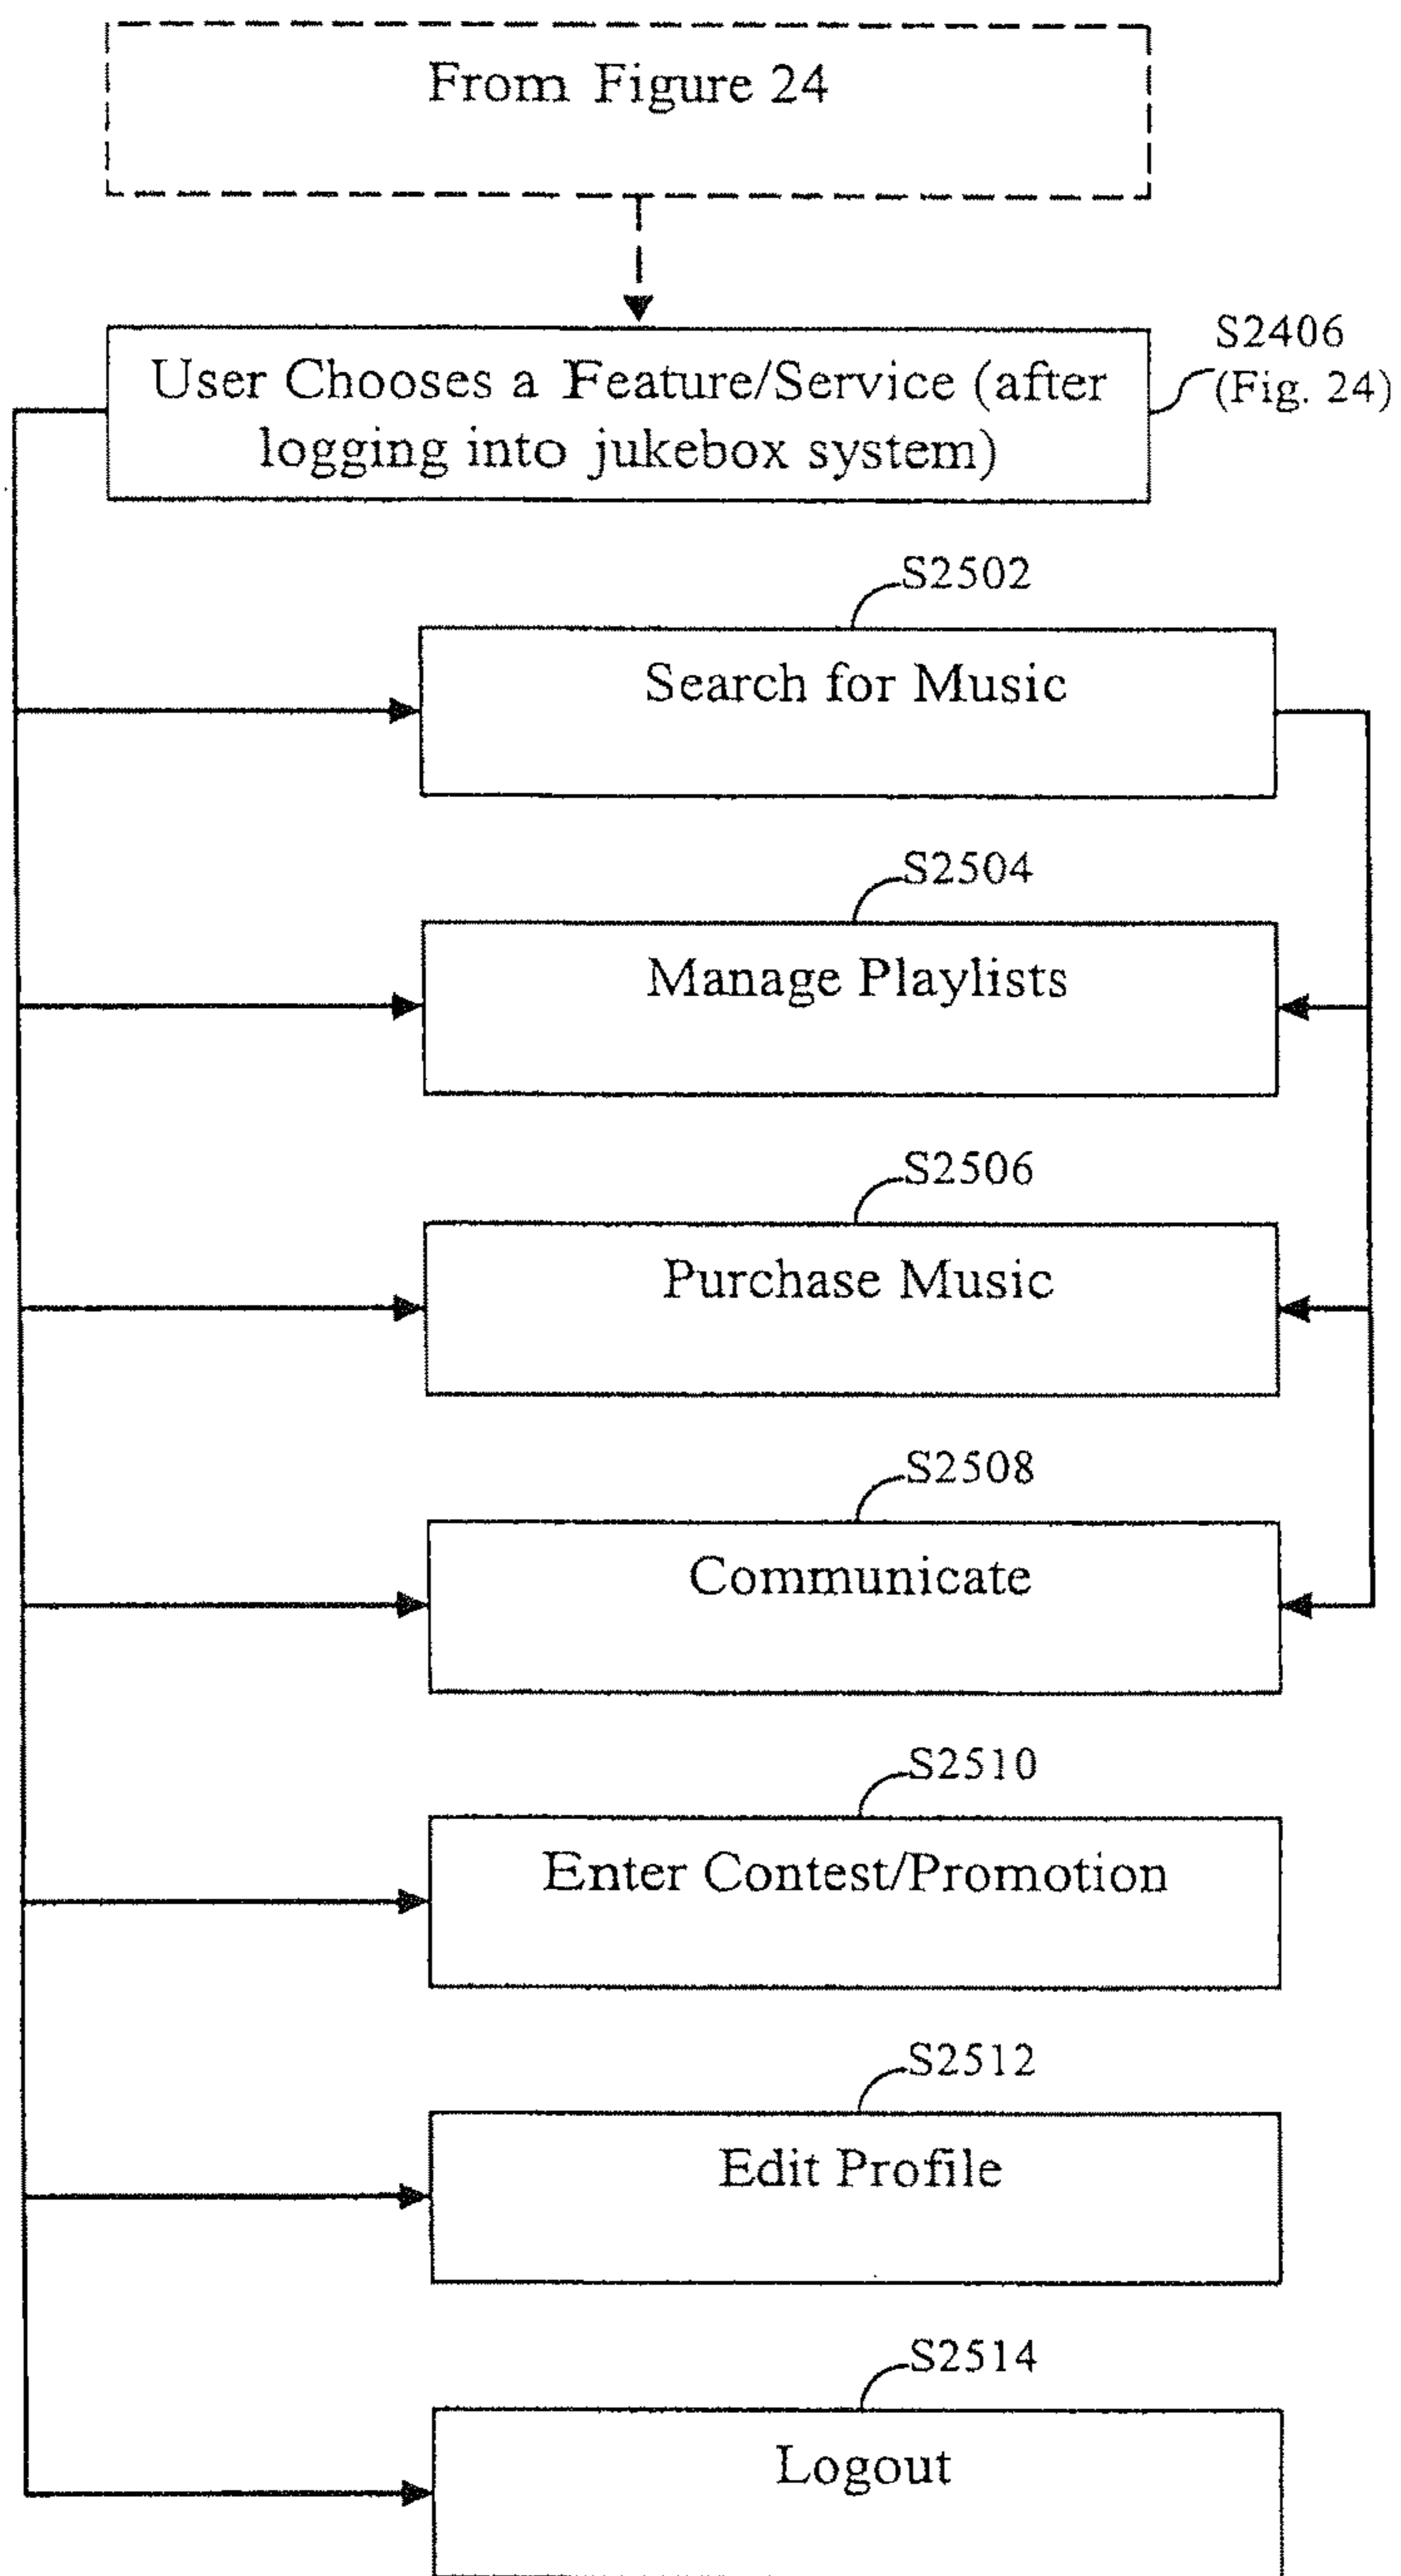 From Figure 24
User Chooses a Feature/Service (after
logging into jukebox system)
S2406
(Fig. 24)
S2502
Search for Music
S2504
Manage Playlists
S2506
Purchase Music
S2508
Communicate
S2510
Enter Contest/Promotion
S2512
Edit Profile
S2514
Logout